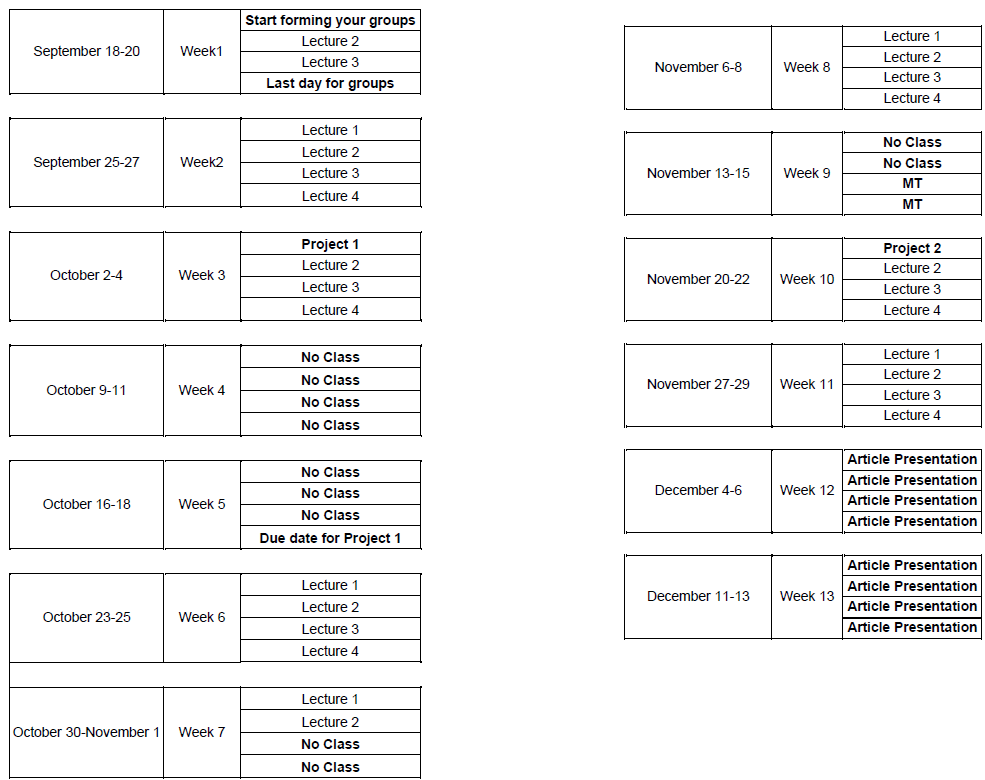 September 18-20
Week1
Start forming your groups
Lecture 2
Lecture 3
Last day for groups
September 25-27
Week2
Lecture 1
Lecture 2
Lecture 3
Lecture 4
October 2-4
Week 3
Project 1
Lecture 2
Lecture 3
Lecture 4
October 9-11
Week 4
No Class
No Class
No Class
No Class
October 16-18
Week 5
No Class
No Class
No Class
Due date for Project 1
October 23-25
Week 6
Lecture 1
Lecture 2
Lecture 3
Lecture 4
October 30-November 1
Week 7
Lecture 1
Lecture 2
No Class
No Class
November 6-8
Week 8
Lecture 1
Lecture 2
Lecture 3
Lecture 4
November 13-15
Week 9
No Class
No Class
MT
MT
November 20-22
Week 10
Project 2
Lecture 2
Lecture 3
Lecture 4
November 27-29
Week 11
Lecture 1
Lecture 2
Lecture 3
Lecture 4
December 4-6
Week 12
Article Presentation
Article Presentation
Article Presentation
Article Presentation
December 11-13
Week 13
Article Presentation
Article Presentation
Article Presentation
Article Presentation